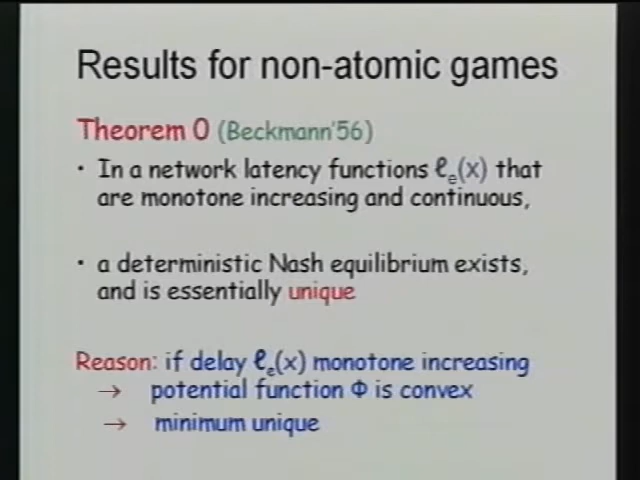 Results for non-atomic games
Theorem 0 (Beckmann'56)
• In a network latency functions ℓe(x) that
are monotone increasing and continuous,
• a deterministic Nash equilibrium exists,
and is essentially unique
Reason: if delay ℓe(x) monotone increasing
→ potential function Φ is convex
→ minimum unique